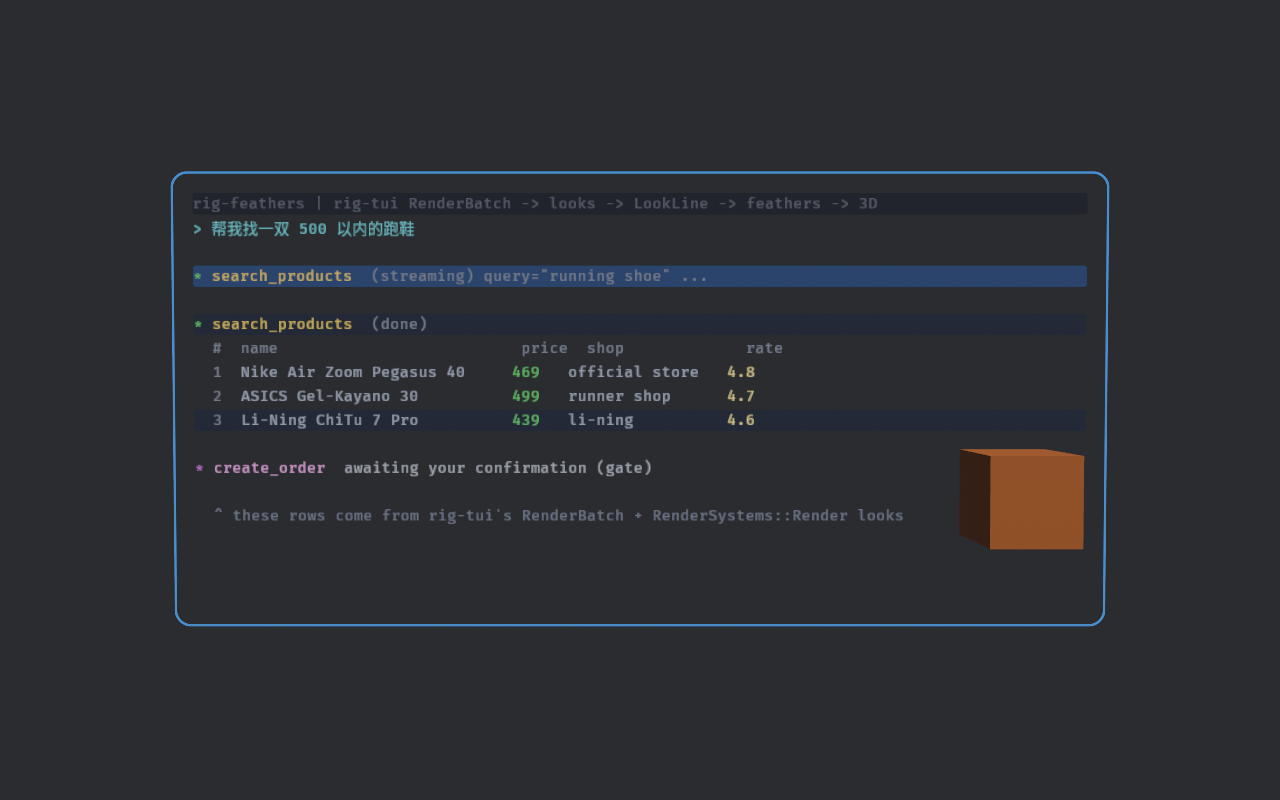 rig-feathers | rig-tui RenderBatch -> looks -> LookLine -> feathers -> 3D
> 帮我找一双 500 以内的跑鞋
* search_products (streaming) query="running shoe" ...
* search_products (done)
# name price shop rate
1 Nike Air Zoom Pegasus 40 469 official store 4.8
2 ASICS Gel-Kayano 30 499 runner shop 4.7
3 Li-Ning ChiTu 7 Pro 439 li-ning 4.6
* create_order awaiting your confirmation (gate)
^ these rows come from rig-tui's RenderBatch + RenderSystems::Render looks